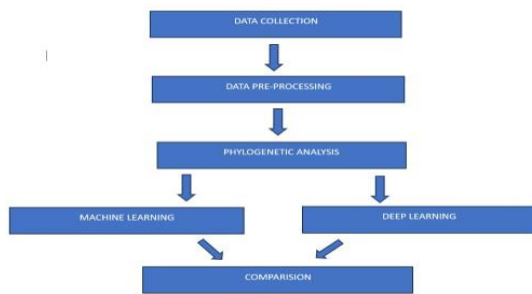 DATA COLLECTION
DATA PRE-PROCESSING
PHYLOGENETIC ANALYSIS
MACHINE LEARNING
DEEP LEARNING
COMPARISION